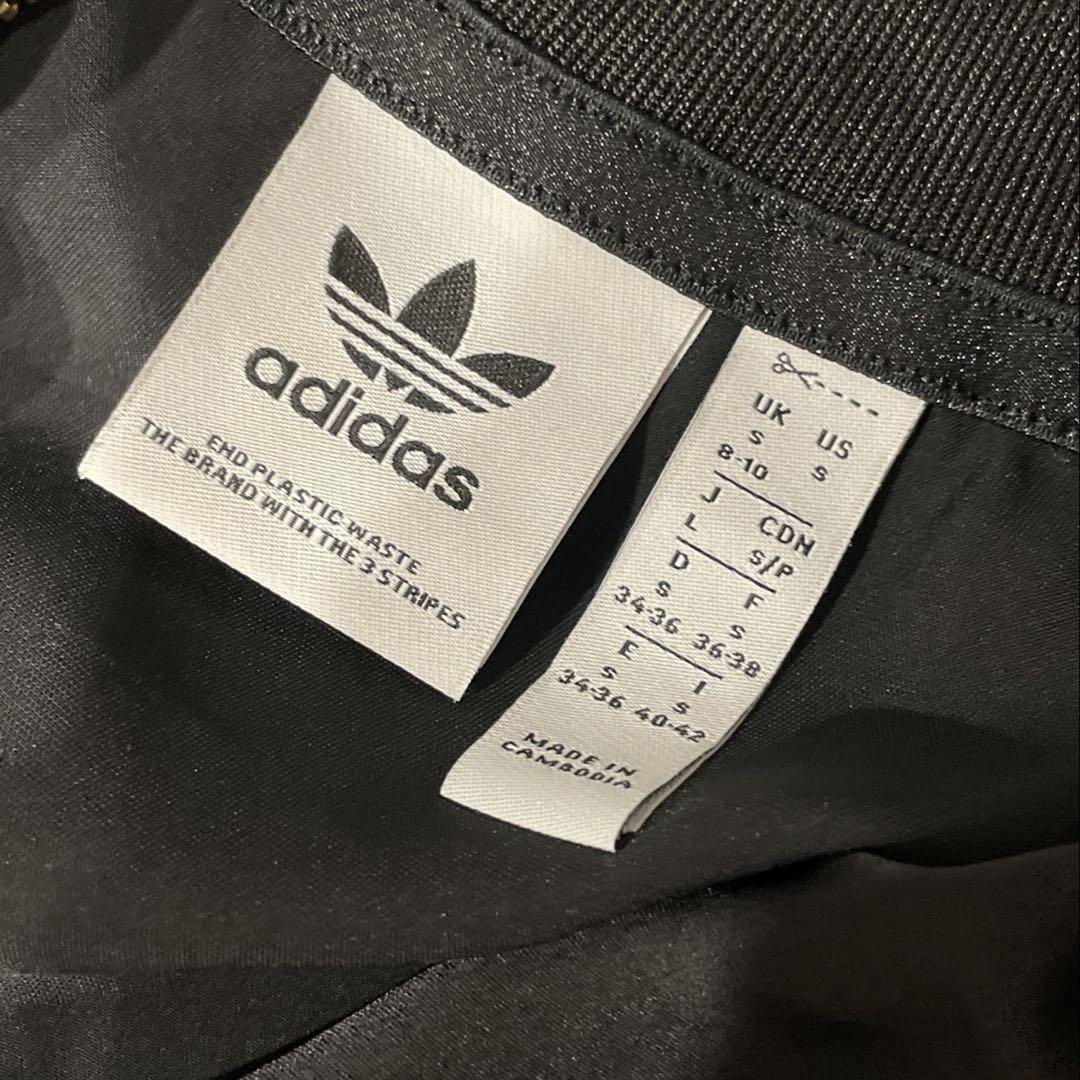 adidas
END PLASTIC WASTE
THE BRAND WITH THE 3 STRIPES
UK US
S S
8-10
J CDN
L S/P
D F
S S
34-36 36-38
E I
S S
34-36 40-42
MADE IN
CAMBODIA